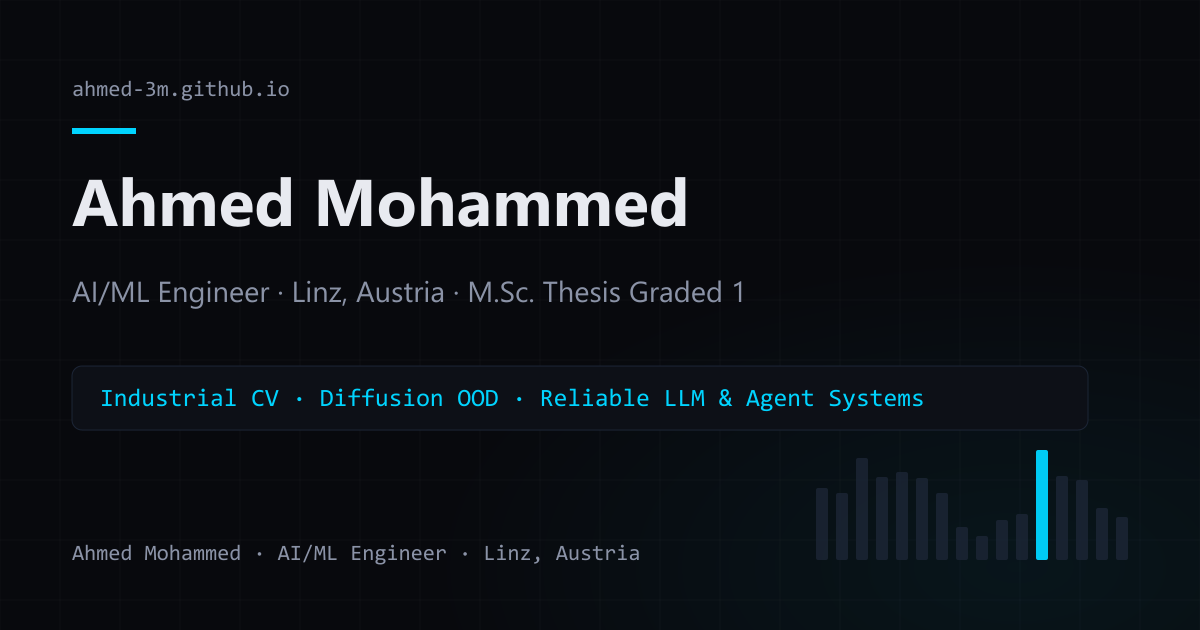 ahmed-3m.github.io
Ahmed Mohammed
AI/ML Engineer · Linz, Austria · M.Sc. Thesis Graded 1
Industrial CV · Diffusion OOD · Reliable LLM & Agent Systems
Ahmed Mohammed · AI/ML Engineer · Linz, Austria